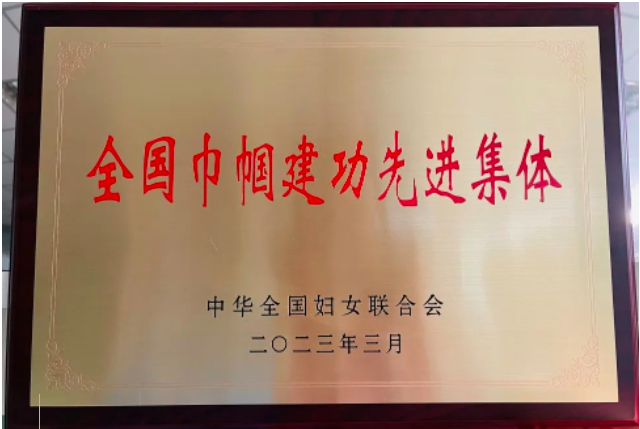 全国巾帼建功先进集体
中华全国妇女联合会
二〇二三年三月